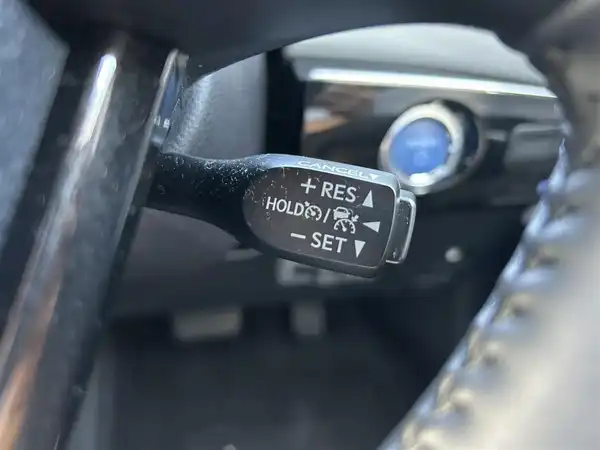 CANCEL▼
+ RES ▲
HOLD / ◀
− SET ▼